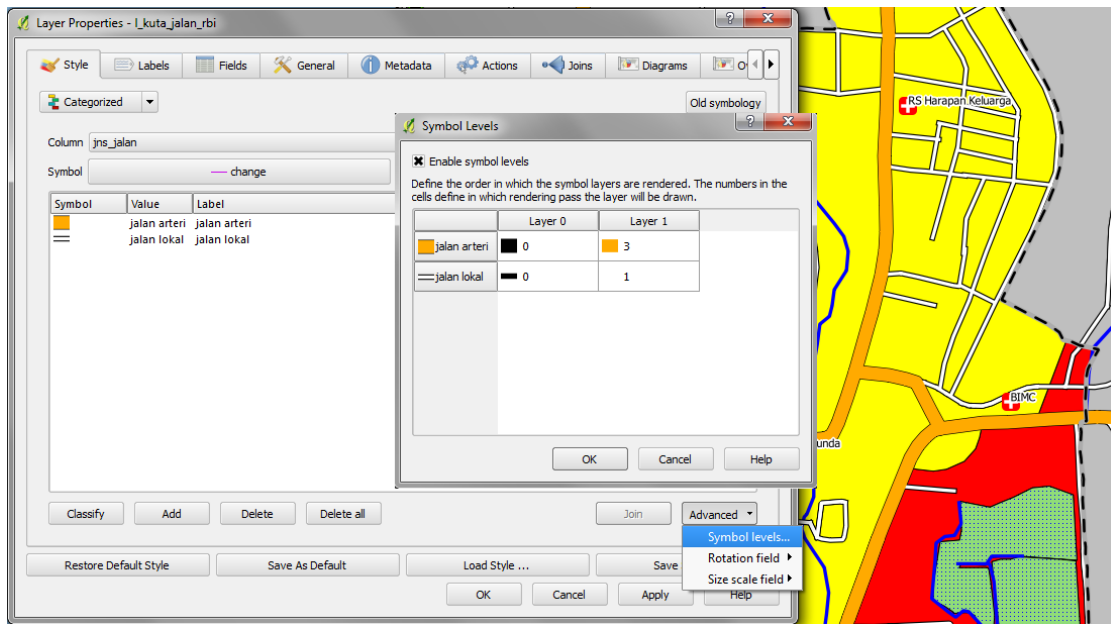 Layer Properties - l_kuta_jalan_rbi
Style Labels Fields General Metadata Actions Joins Diagrams
Categorized
Old symbology
Column jns_jalan
Symbol change
Symbol Value Label
jalan arteri jalan arteri
jalan lokal jalan lokal
Symbol Levels
Enable symbol levels
Define the order in which the symbol layers are rendered. The numbers in the
cells define in which rendering pass the layer will be drawn.
Layer 0 Layer 1
jalan arteri 0 3
jalan lokal 0 1
OK Cancel Help
Classify Add Delete Delete all Join Advanced
Symbol levels...
Rotation field
Size scale field
Restore Default Style Save As Default Load Style ... Save
OK Cancel Apply Help
RS Harapan Keluarga
BIMC
unda